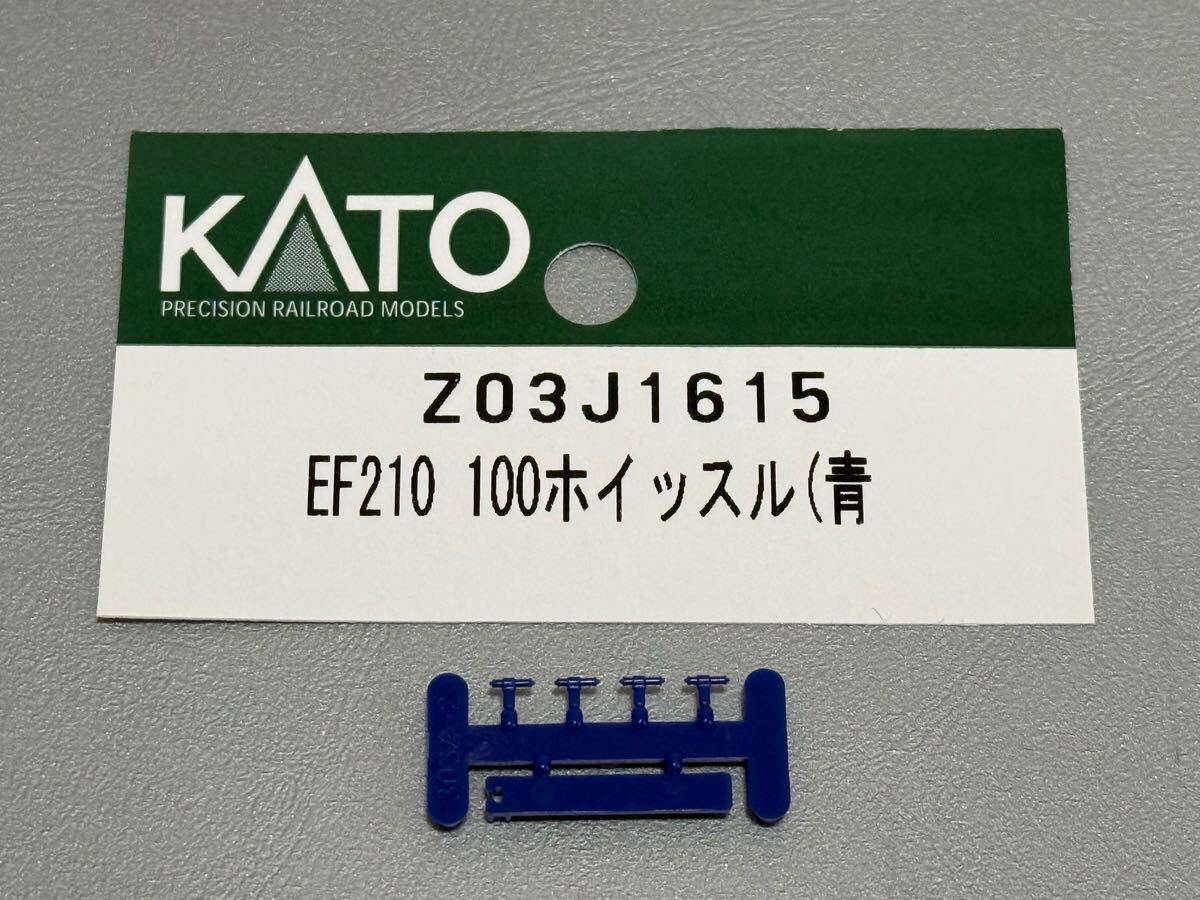 KATO
PRECISION RAILROAD MODELS
Z03J1615
EF210 100ホイッスル(青